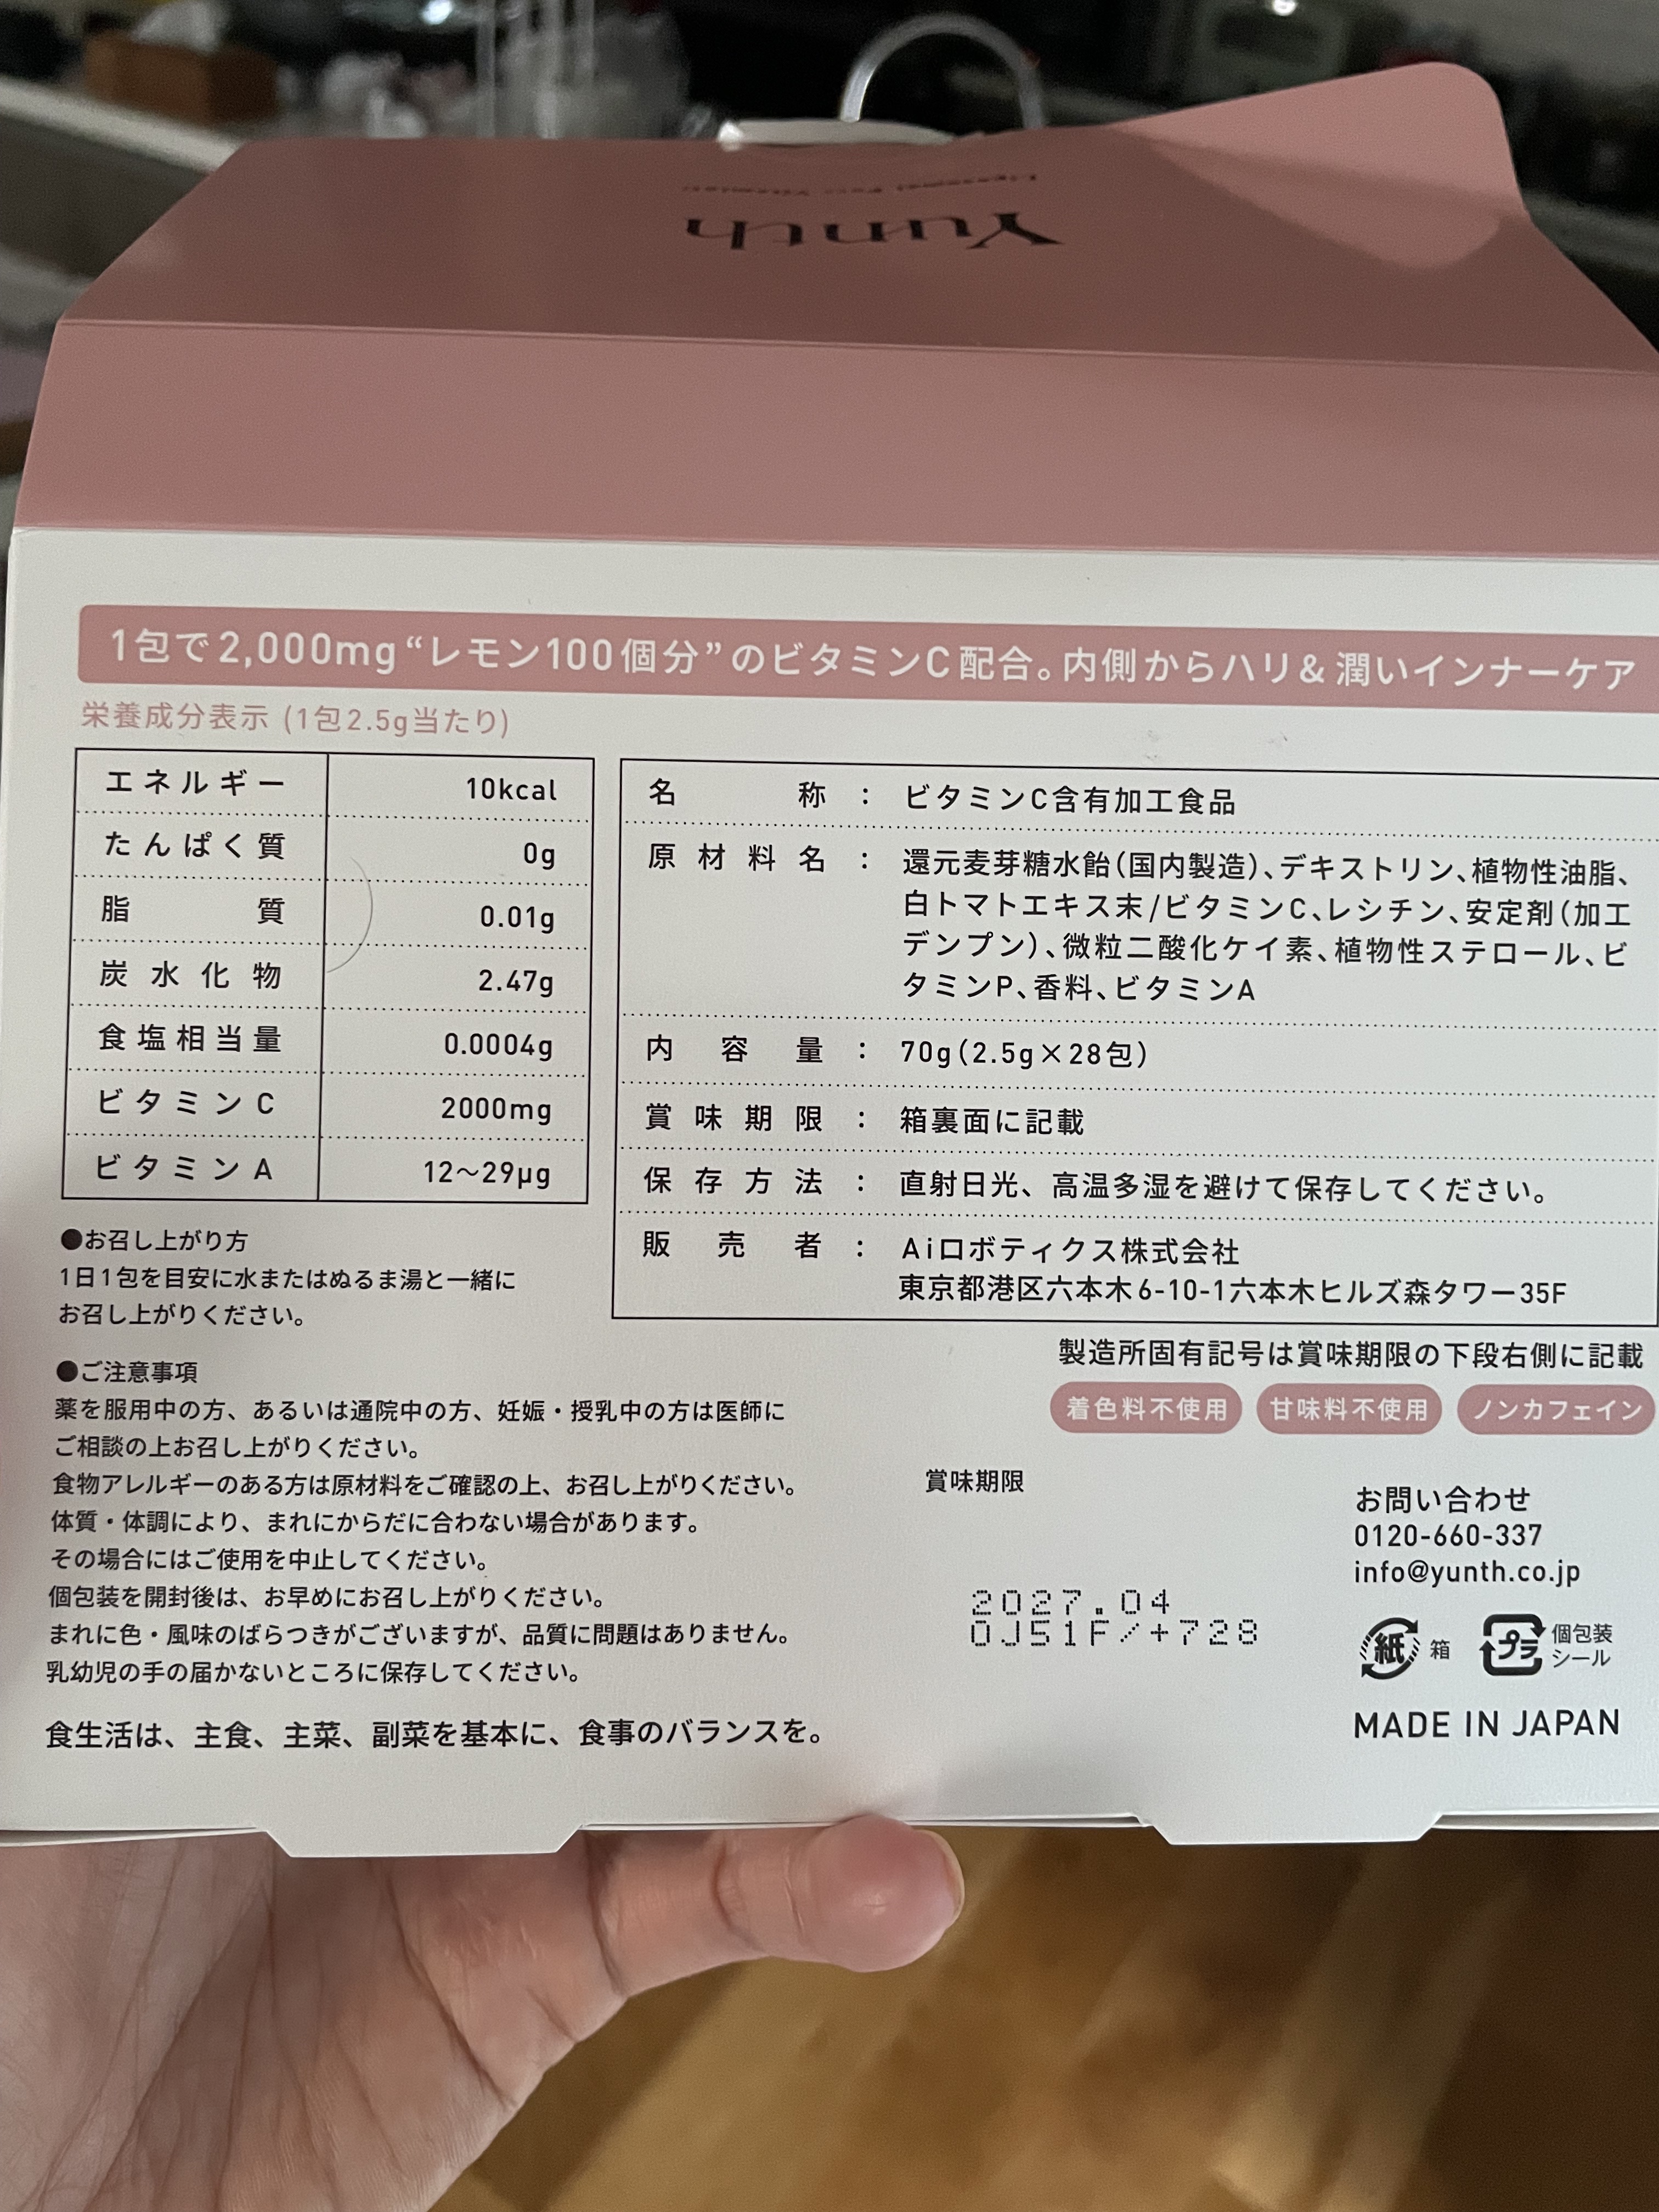 Yunth
1包で2,000mg“レモン100個分”のビタミンC配合。内側からハリ&潤いインナーケア
栄養成分表示 (1包2.5g当たり)
エネルギー 10kcal
たんぱく質 0g
脂質 0.01g
炭水化物 2.47g
食塩相当量 0.0004g
ビタミンC 2000mg
ビタミンA 12〜29μg
●お召し上がり方
1日1包を目安に水またはぬるま湯と一緒に
お召し上がりください。
●ご注意事項
薬を服用中の方、あるいは通院中の方、妊娠・授乳中の方は医師に
ご相談の上お召し上がりください。
食物アレルギーのある方は原材料をご確認の上、お召し上がりください。
体質・体調により、まれにからだに合わない場合があります。
その場合にはご使用を中止してください。
個包装を開封後は、お早めにお召し上がりください。
まれに色・風味のばらつきがございますが、品質に問題はありません。
乳幼児の手の届かないところに保存してください。
食生活は、主食、主菜、副菜を基本に、食事のバランスを。
名称 : ビタミンC含有加工食品
原材料名 : 還元麦芽糖水飴(国内製造)、デキストリン、植物性油脂、
白トマトエキス末/ビタミンC、レシチン、安定剤(加工
デンプン)、微粒二酸化ケイ素、植物性ステロール、ビ
タミンP、香料、ビタミンA
内容量 : 70g(2.5g×28包)
賞味期限 : 箱裏面に記載
保存方法 : 直射日光、高温多湿を避けて保存してください。
販売者 : Aiロボティクス株式会社
東京都港区六本木6-10-1六本木ヒルズ森タワー35F
製造所固有記号は賞味期限の下段右側に記載
着色料不使用 甘味料不使用 ノンカフェイン
賞味期限
2027.04
0J51F/+728
お問い合わせ
0120-660-337
info@yunth.co.jp
紙 箱 プラ 個包装
シール
MADE IN JAPAN